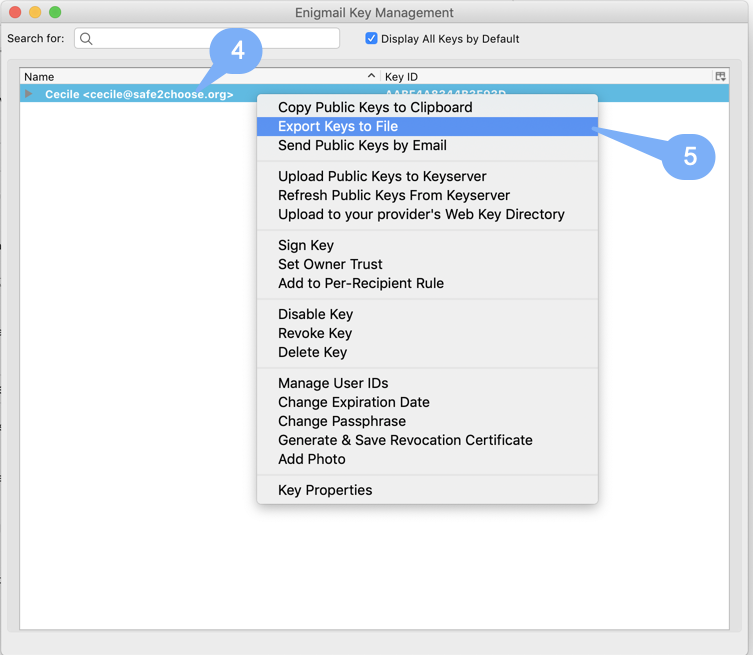 Enigmail Key Management
Search for:
Display All Keys by Default
4
Name
Key ID
Cecile <cecile@safe2choose.org>
Copy Public Keys to Clipboard
Export Keys to File
5
Send Public Keys by Email
Upload Public Keys to Keyserver
Refresh Public Keys From Keyserver
Upload to your provider's Web Key Directory
Sign Key
Set Owner Trust
Add to Per-Recipient Rule
Disable Key
Revoke Key
Delete Key
Manage User IDs
Change Expiration Date
Change Passphrase
Generate & Save Revocation Certificate
Add Photo
Key Properties